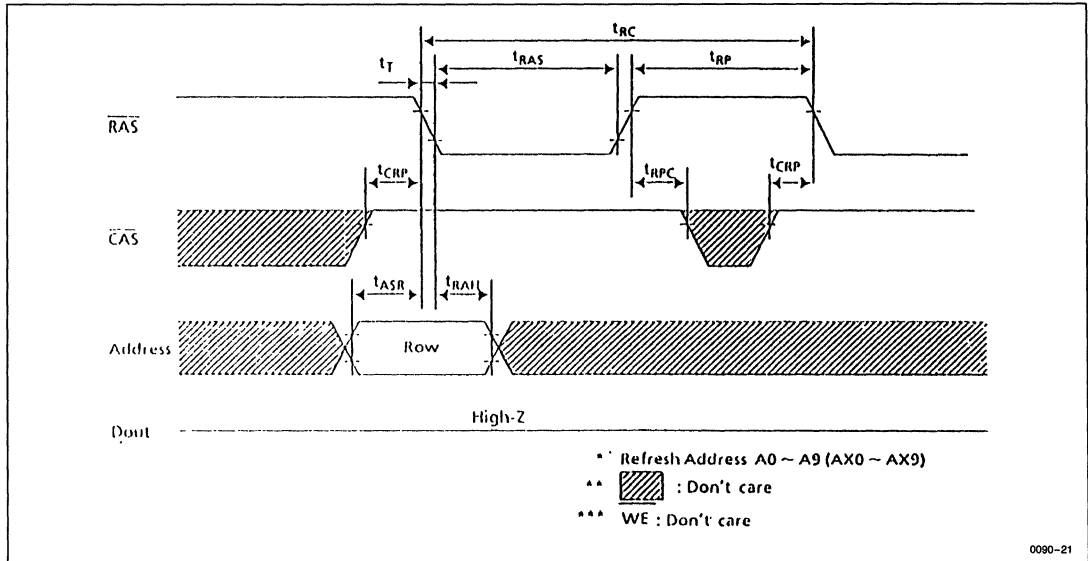 tRC
tRAS
tRP
tT
RAS
tCRP
tRPC
tCRP
CAS
tASR
tRAH
Address
Row
High-Z
Dout
* Refresh Address A0 ~ A9 (AX0 ~ AX9)
** : Don't care
*** WE : Don't care
0090-21